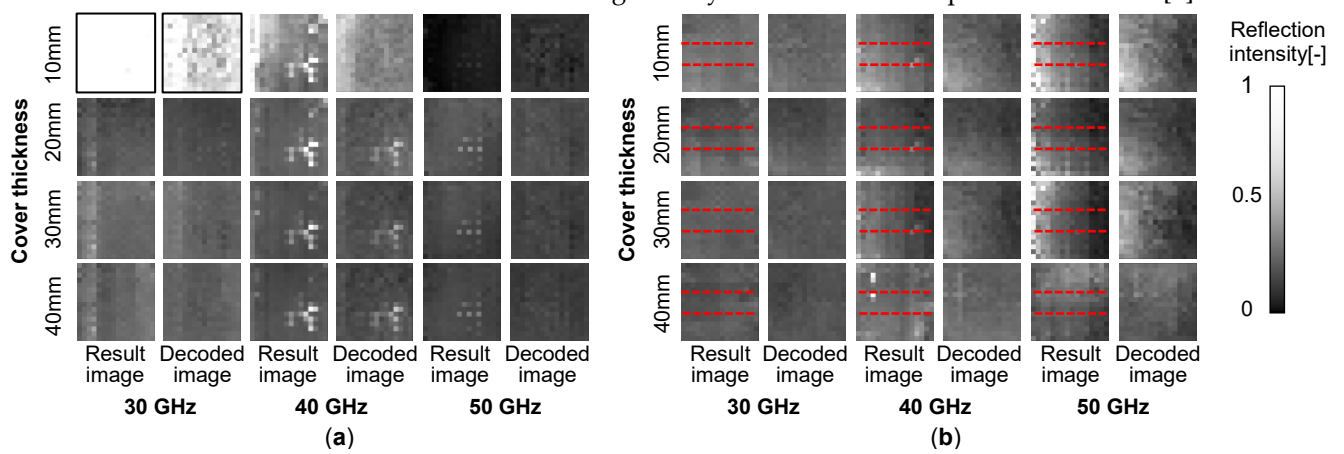 Reflection
intensity[-]
1
0.5
0
Cover thickness
10mm
20mm
30mm
40mm
Result image
Decoded image
Result image
Decoded image
Result image
Decoded image
30 GHz
40 GHz
50 GHz
(a)
Cover thickness
10mm
20mm
30mm
40mm
Result image
Decoded image
Result image
Decoded image
Result image
Decoded image
30 GHz
40 GHz
50 GHz
(b)